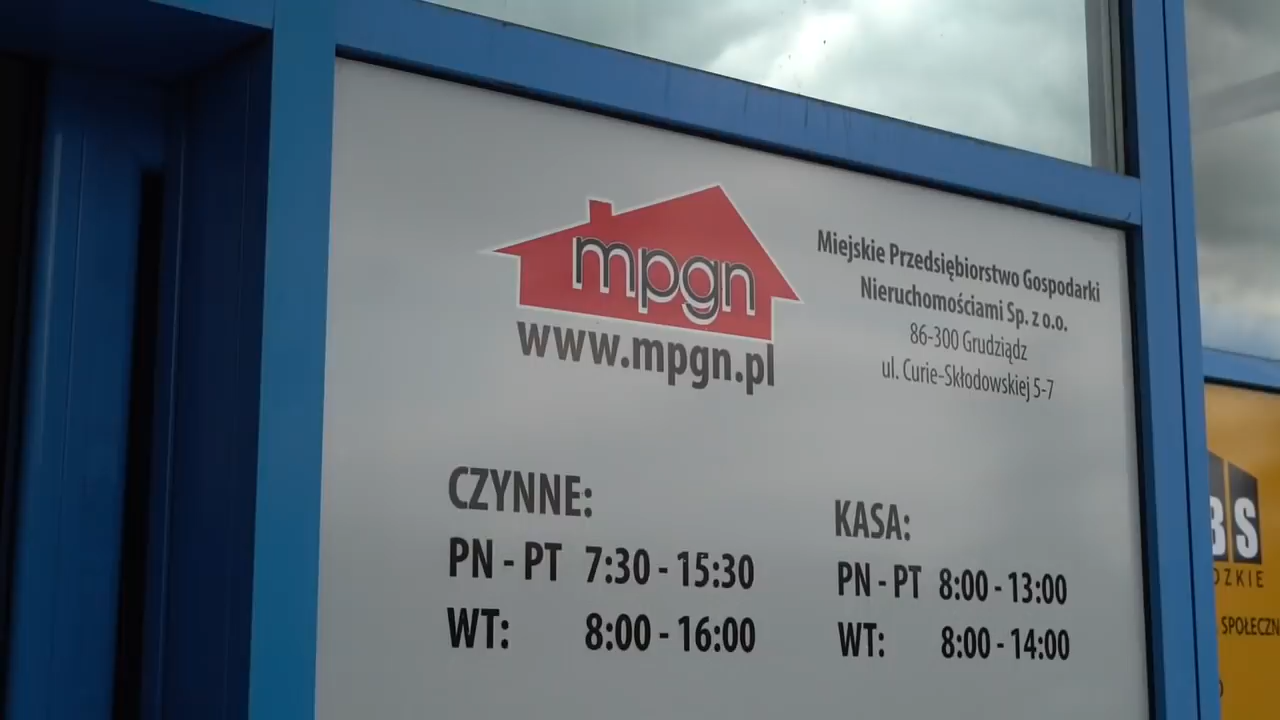 mpgn
www.mpgn.pl
Miejskie Przedsiębiorstwo Gospodarki
Nieruchomościami Sp. z o.o.
86-300 Grudziądz
ul. Curie-Skłodowskiej 5-7
CZYNNE:
PN - PT 7:30 - 15:30
WT: 8:00 - 16:00
KASA:
PN - PT 8:00 - 13:00
WT: 8:00 - 14:00